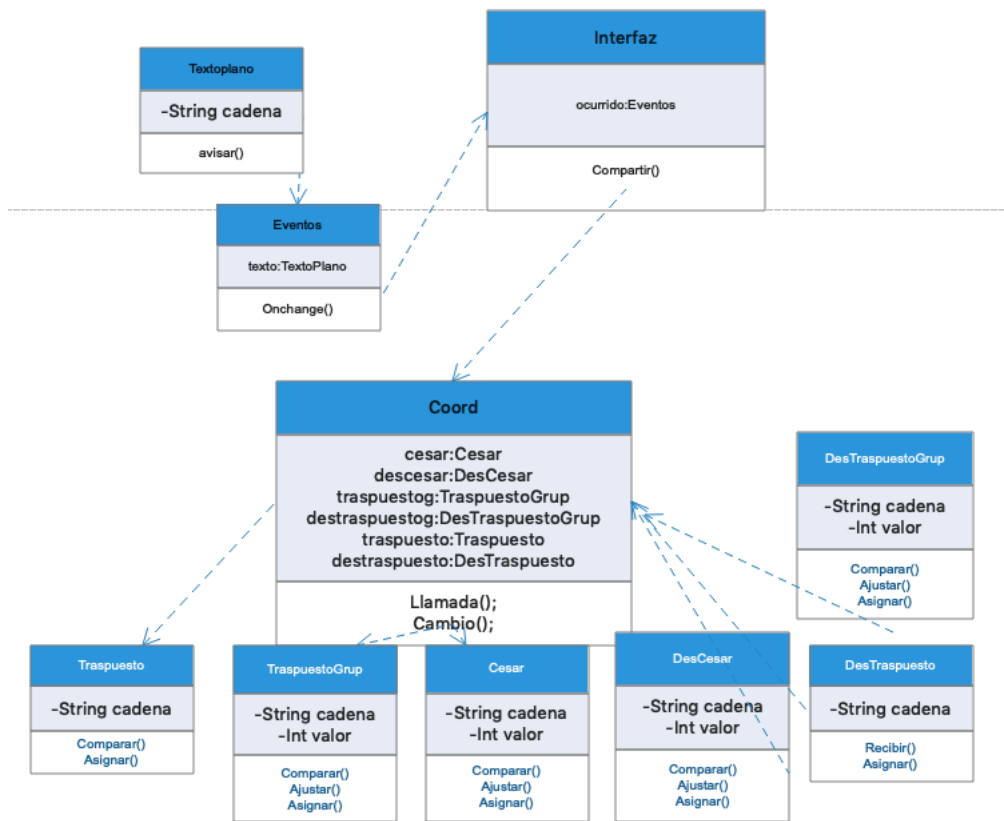 Interfaz
ocurrido:Eventos
Compartir()
Textoplano
-String cadena
avisar()
Eventos
texto:TextoPlano
Onchange()
Coord
cesar:Cesar
descesar:DesCesar
traspuestog:TraspuestoGrup
destraspuestog:DesTraspuestoGrup
traspuesto:Traspuesto
destraspuesto:DesTraspuesto
Llamada();
Cambio();
DesTraspuestoGrup
-String cadena
-Int valor
Comparar()
Ajustar()
Asignar()
Traspuesto
-String cadena
Comparar()
Asignar()
TraspuestoGrup
-String cadena
-Int valor
Comparar()
Ajustar()
Asignar()
Cesar
-String cadena
-Int valor
Comparar()
Ajustar()
Asignar()
DesCesar
-String cadena
-Int valor
Comparar()
Ajustar()
Asignar()
DesTraspuesto
-String cadena
Recibir()
Asignar()